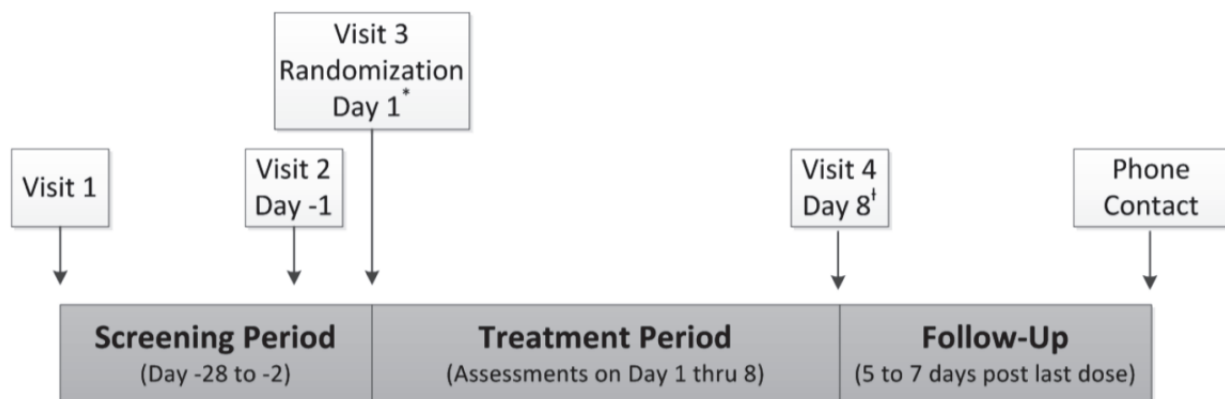 Visit 3
Randomization
Day 1*
Visit 1
Visit 2
Day -1
Visit 4
Day 8ƚ
Phone
Contact
Screening Period
(Day -28 to -2)
Treatment Period
(Assessments on Day 1 thru 8)
Follow-Up
(5 to 7 days post last dose)